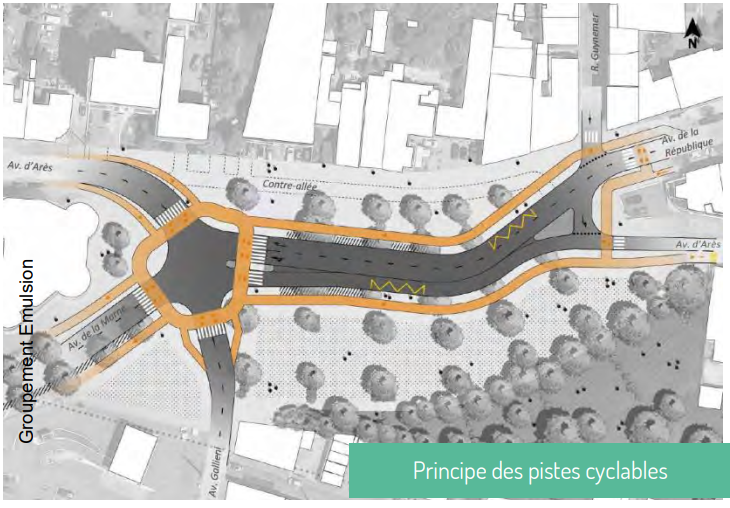 N
R. Guynemer
Av. de la
République
Av. d'Arès
Contre-allée
Av. d'Arès
Groupement Emulsion
Av. de la Marne
Av. Gallieni
Principe des pistes cyclables